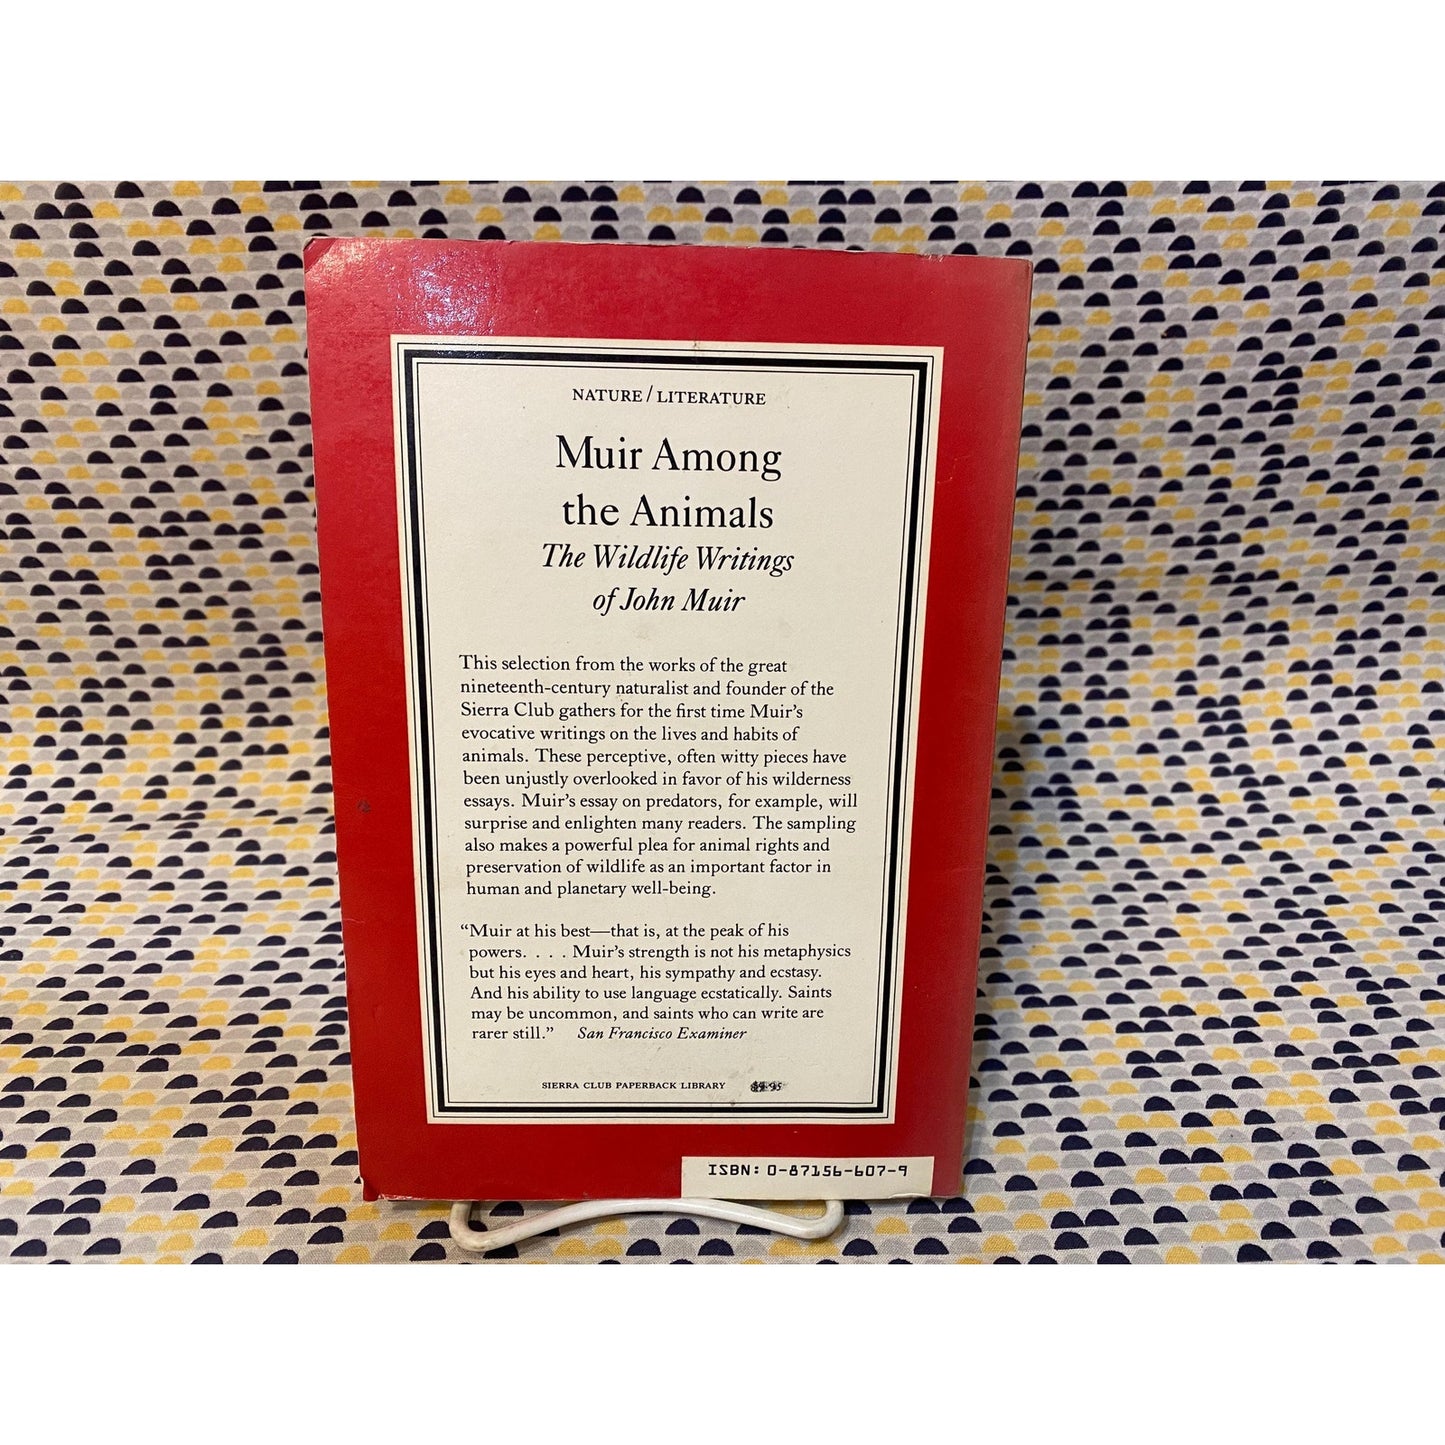 NATURE/LITERATURE
Muir Among
the Animals
The Wildlife Writings
of John Muir
This selection from the works of the great
nineteenth-century naturalist and founder of the
Sierra Club gathers for the first time Muir's
evocative writings on the lives and habits of
animals. These perceptive, often witty pieces have
been unjustly overlooked in favor of his wilderness
essays. Muir's essay on predators, for example, will
surprise and enlighten many readers. The sampling
also makes a powerful plea for animal rights and
preservation of wildlife as an important factor in
human and planetary well-being.
“Muir at his best—that is, at the peak of his
powers. . . . Muir's strength is not his metaphysics
but his eyes and heart, his sympathy and ecstasy.
And his ability to use language ecstatically. Saints
may be uncommon, and saints who can write are
rarer still.” San Francisco Examiner
SIERRA CLUB PAPERBACK LIBRARY
ISBN: 0-87156-607-9